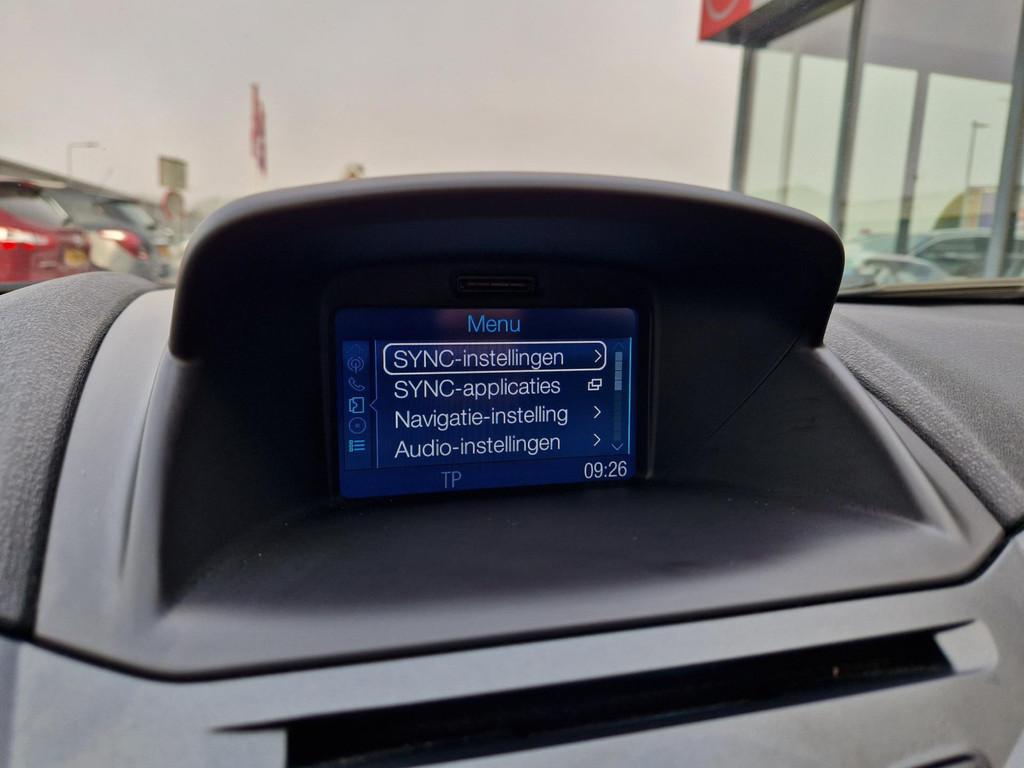 Menu
SYNC-instellingen
SYNC-applicaties
Navigatie-instelling
Audio-instellingen
TP
09:26